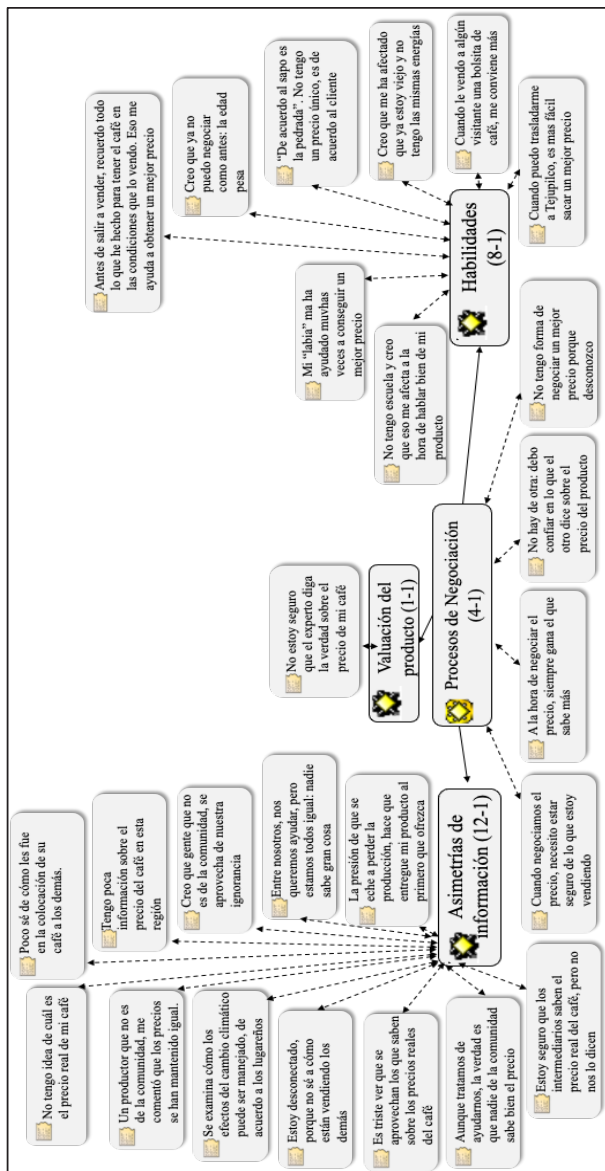 No tengo idea de cuál es
el precio real de mi café
Poco sé de cómo les fue
en la colocación de su
café a los demás.
Un productor que no es
de la comunidad, me
comentó que los precios
se han mantenido igual.
Tengo poca
información sobre el
precio del café en esta
región
Se examina cómo los
efectos del cambio climático
puede ser manejado, de
acuerdo a los lugareños
Creo que gente que no
es de la comunidad, se
aprovecha de nuestra
ignorancia
Estoy desconectado,
porque no sé a cómo
están vendiendo los
demás
Entre nosotros, nos
queremos ayudar, pero
estamos todos igual: nadie
sabe gran cosa
Es triste ver que se
aprovechan los que saben
sobre los precios reales
del café
La presión de que se
eche a perder la
producción, hace que
entregue mi producto al
primero que ofrezca
Aunque tratamos de
ayudarnos, la verdad es
que nadie de la comunidad
sabe bien el precio
Asimetrías de
información (12-1)
Estoy seguro que los
intermediarios saben el
precio real del café, pero no
nos lo dicen
No estoy seguro
que el experto diga
la verdad sobre el
precio de mi café
Valuación del
producto (1-1)
Procesos de Negociación
(4-1)
Cuando negociamos el
precio, necesito estar
seguro de lo que estoy
vendiendo
A la hora de negociar el
precio, siempre gana el que
sabe más
No hay de otra: debo
confiar en lo que el
otro dice sobre el
precio del producto
No tengo forma de
negociar un mejor
precio porque
desconozco
Antes de salir a vender, recuerdo todo
lo que he hecho para tener el café en
las condiciones que lo vendo. Eso me
ayuda a obtener un mejor precio
Creo que ya no
puedo negociar
como antes: la edad
pesa
Mi “labia” ma ha
ayudado muvhas
veces a conseguir un
mejor precio
“De acuerdo al sapo es
la pedrada”. No tengo
un precio único, es de
acuerdo al cliente
No tengo escuela y creo
que eso me afecta a la
hora de hablar bien de mi
producto
Creo que me ha afectado
que ya estoy viejo y no
tengo las mismas energías
Habilidades
(8-1)
Cuando le vendo a algún
visitante una bolsita de
café, me conviene más
Cuando puedo trasladarme
a Tejupilco, es mas fácil
sacar un mejor precio